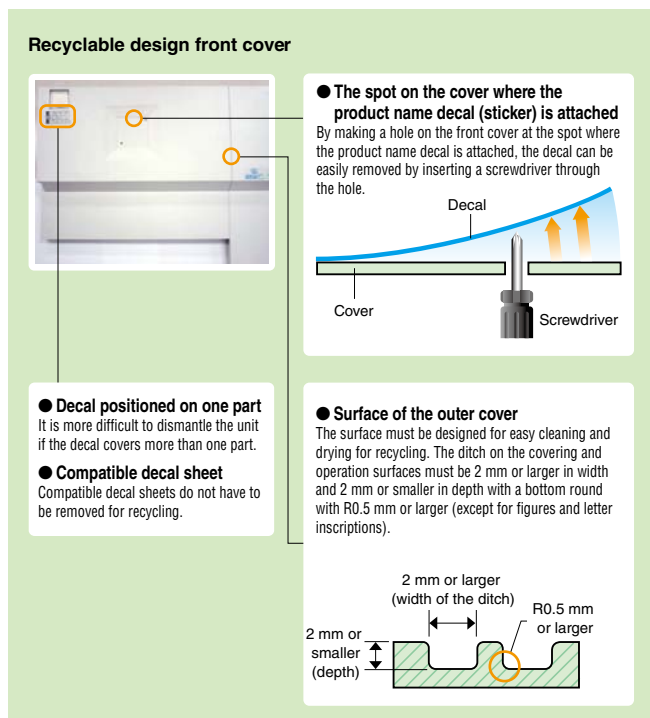 Recyclable design front cover
● The spot on the cover where the
product name decal (sticker) is attached
By making a hole on the front cover at the spot where
the product name decal is attached, the decal can be
easily removed by inserting a screwdriver through
the hole.
Decal
Cover
Screwdriver
● Decal positioned on one part
It is more difficult to dismantle the unit
if the decal covers more than one part.
● Compatible decal sheet
Compatible decal sheets do not have to
be removed for recycling.
● Surface of the outer cover
The surface must be designed for easy cleaning and
drying for recycling. The ditch on the covering and
operation surfaces must be 2 mm or larger in width
and 2 mm or smaller in depth with a bottom round
with R0.5 mm or larger (except for figures and letter
inscriptions).
2 mm or larger
(width of the ditch)
R0.5 mm
or larger
2 mm or
smaller
(depth)